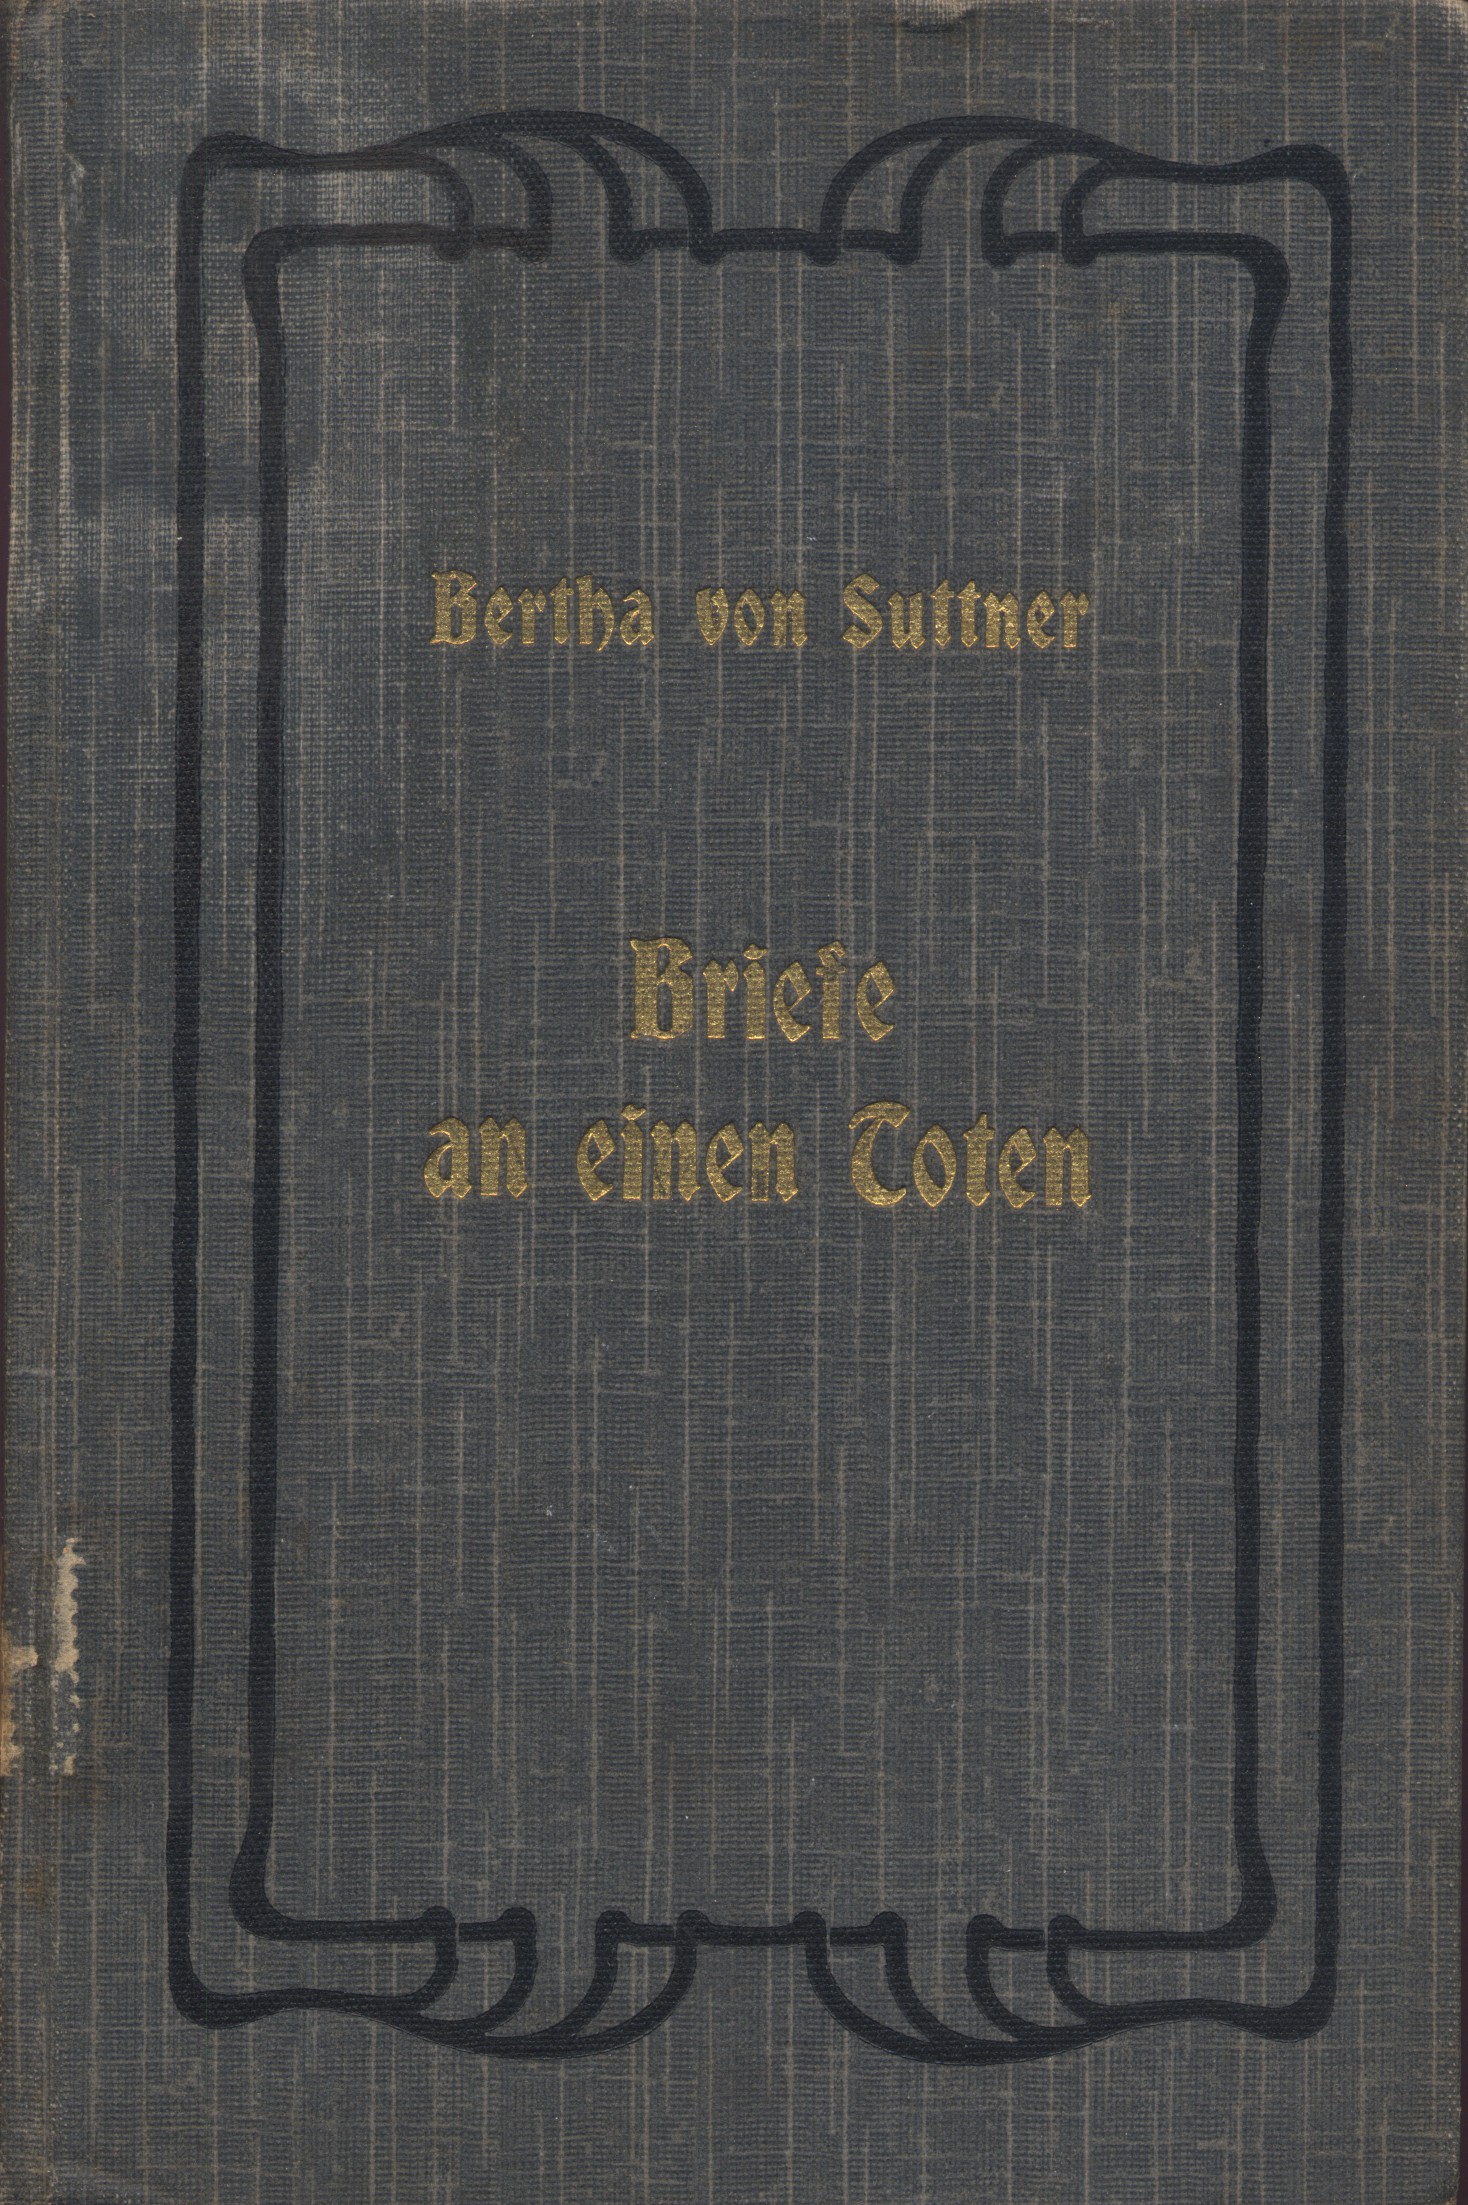 Bertha von Suttner
Briefe
an einen Toten